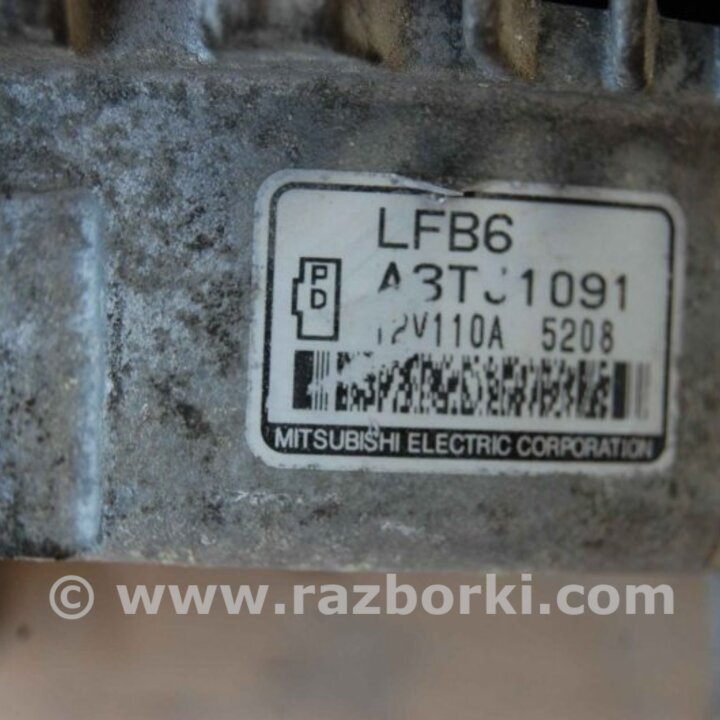 LFB6
P
D
A3TJ1091
12V110A 5208
MITSUBISHI ELECTRIC CORPORATION
© www.razborki.com